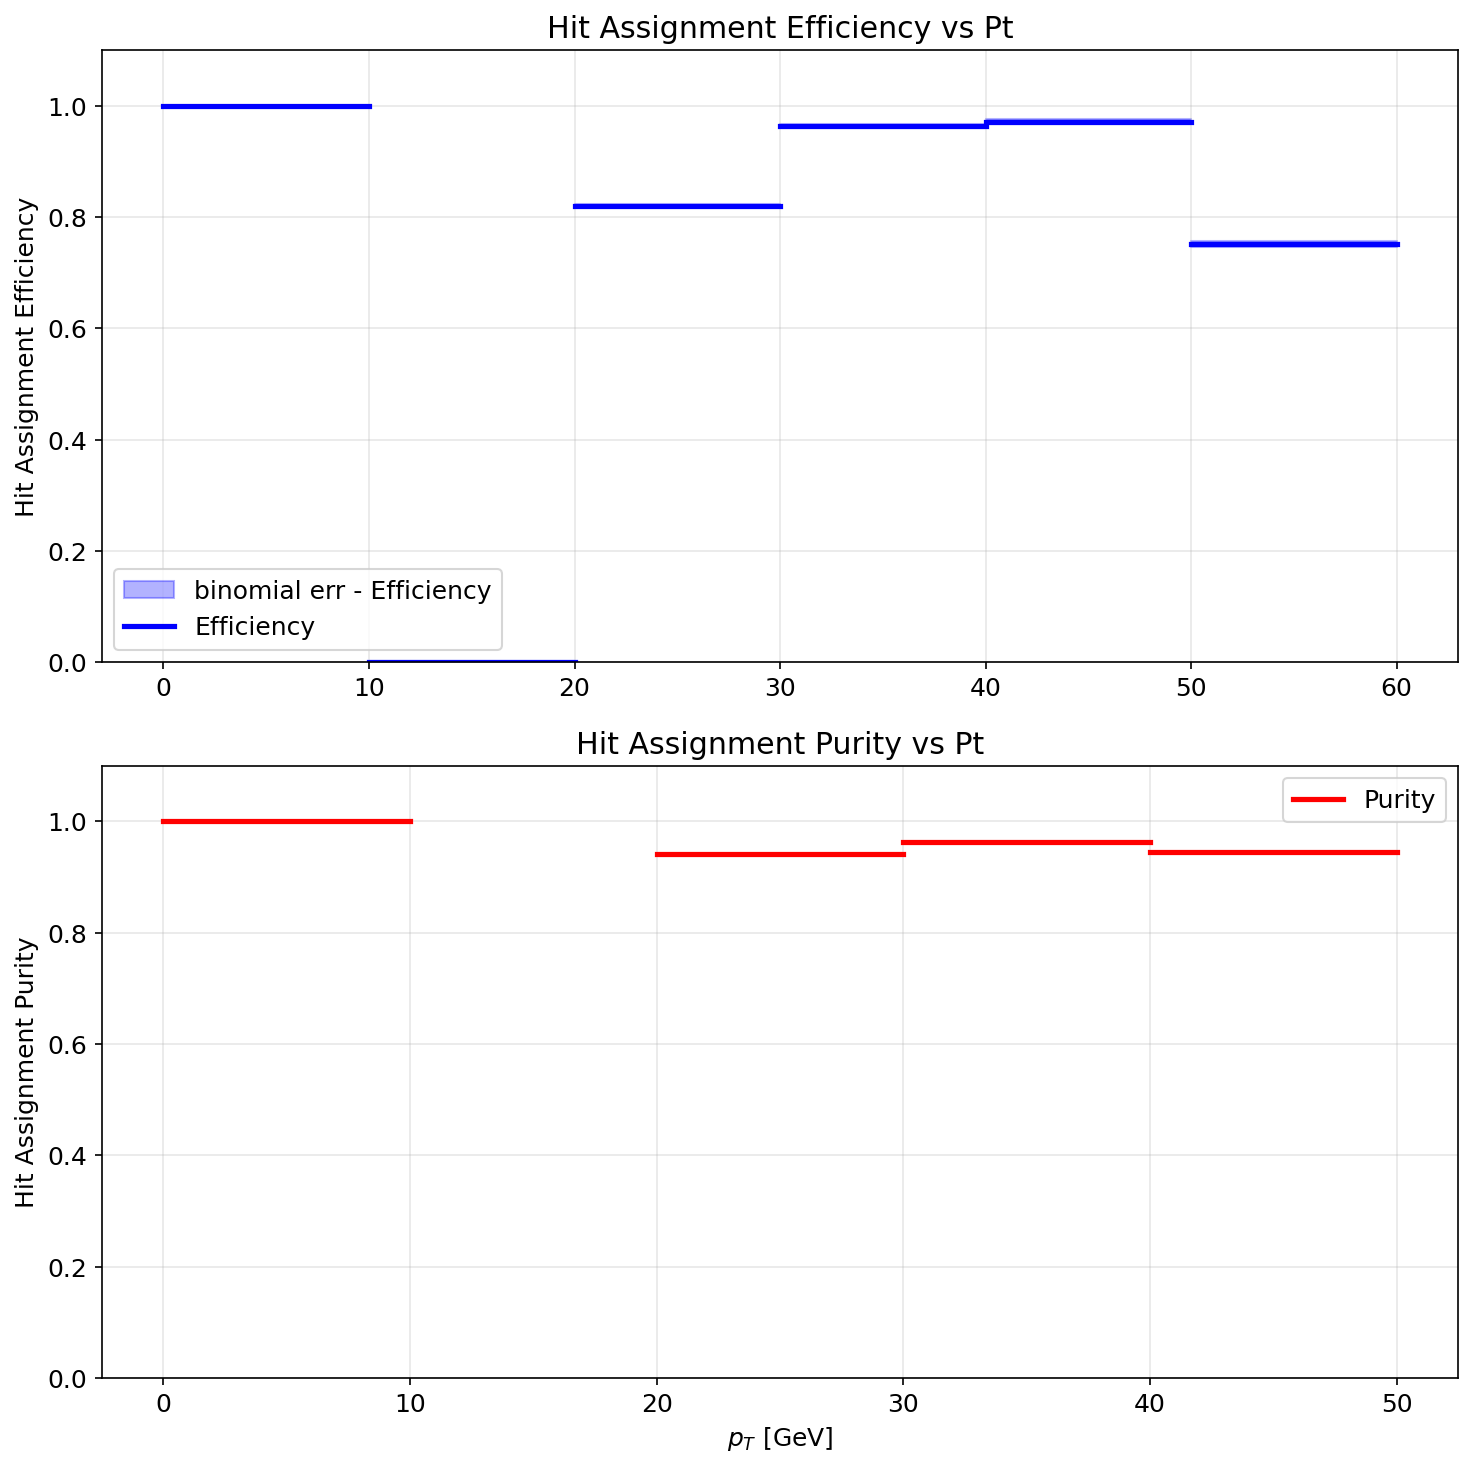 Hit Assignment Efficiency vs Pt
Hit Assignment Efficiency
1.0
0.8
0.6
0.4
0.2
0.0
binomial err - Efficiency
Efficiency
0 10 20 30 40 50 60
Hit Assignment Purity vs Pt
Hit Assignment Purity
1.0
0.8
0.6
0.4
0.2
0.0
Purity
0 10 20 30 40 50
p_T [GeV]